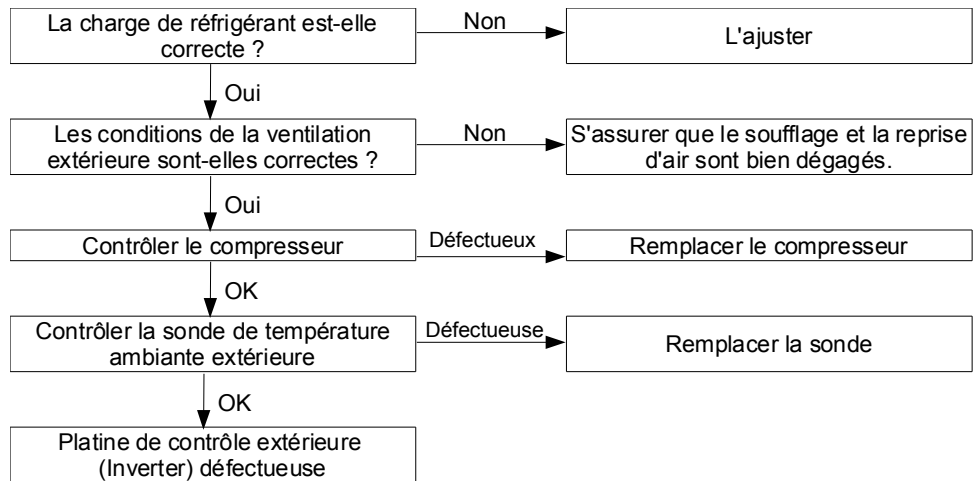 La charge de réfrigérant est-elle
correcte ?
Non
L'ajuster
Oui
Les conditions de la ventilation
extérieure sont-elles correctes ?
Non
S'assurer que le soufflage et la reprise
d'air sont bien dégagés.
Oui
Contrôler le compresseur
Défectueux
Remplacer le compresseur
OK
Contrôler la sonde de température
ambiante extérieure
Défectueuse
Remplacer la sonde
OK
Platine de contrôle extérieure
(Inverter) défectueuse